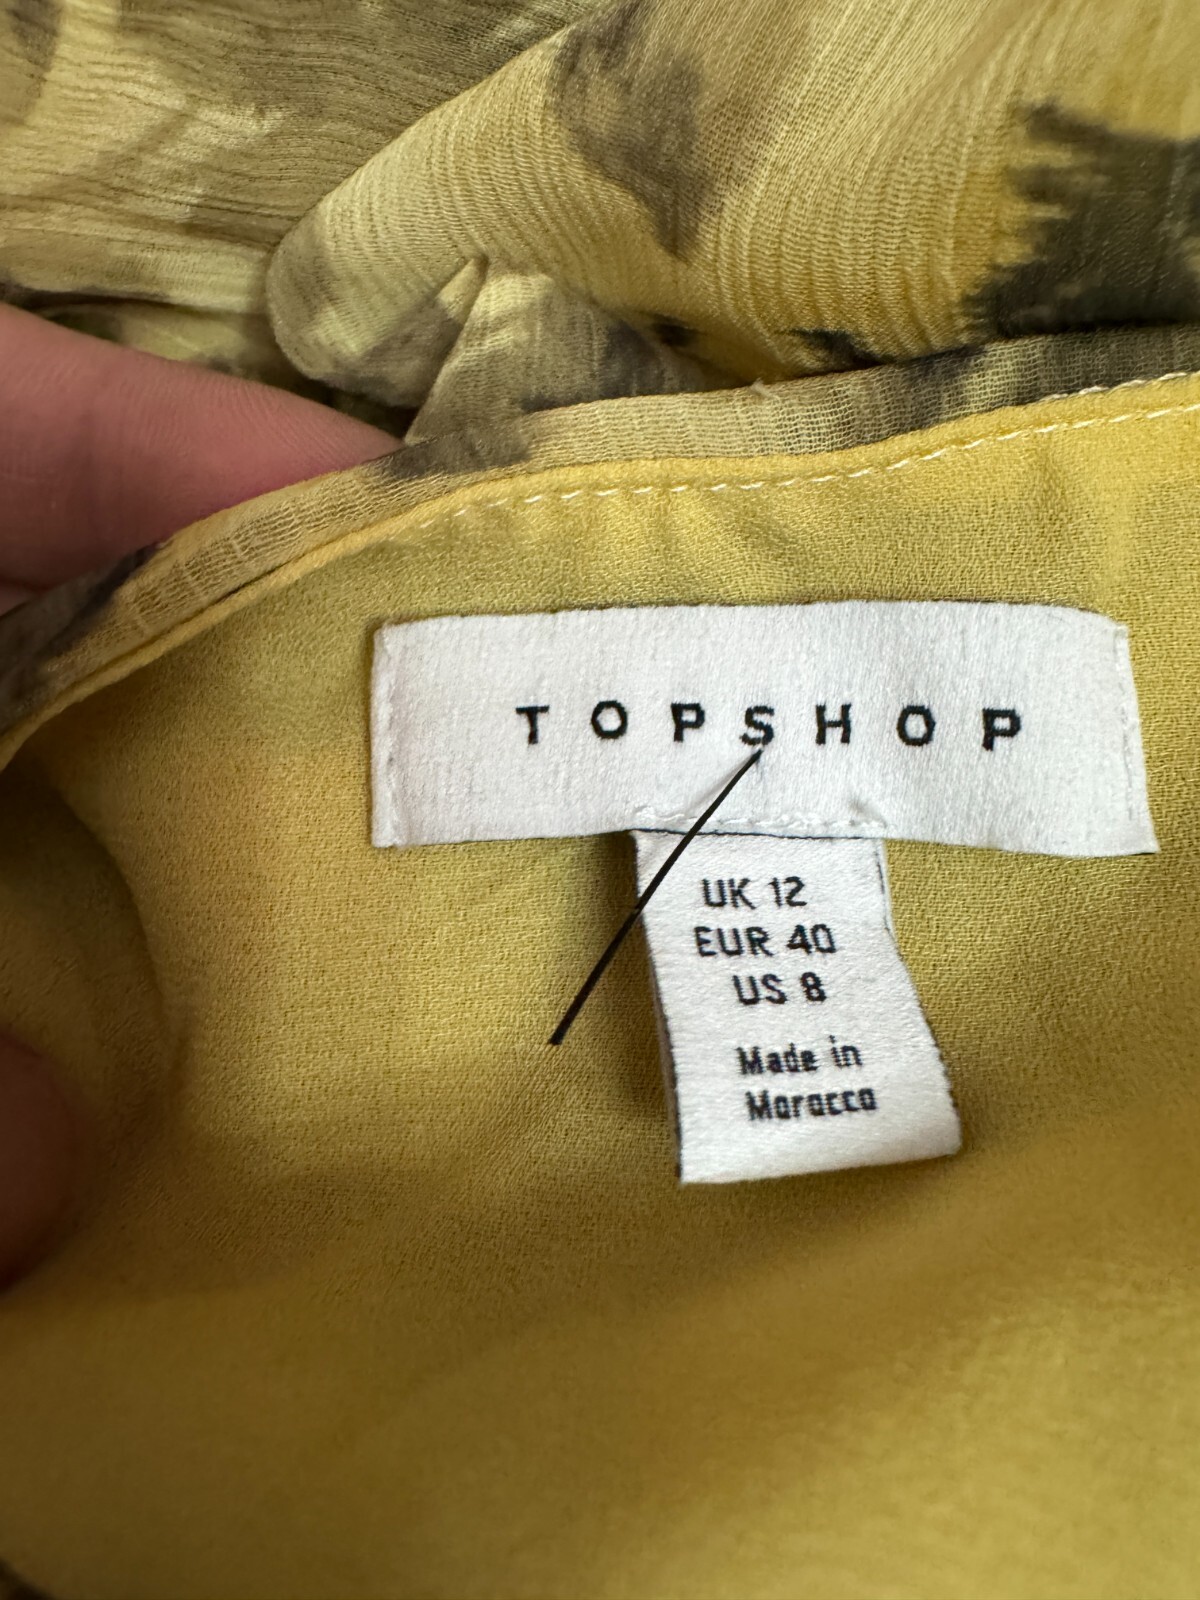 TOPSHOP
UK 12
EUR 40
US 8
Made in
Morocco